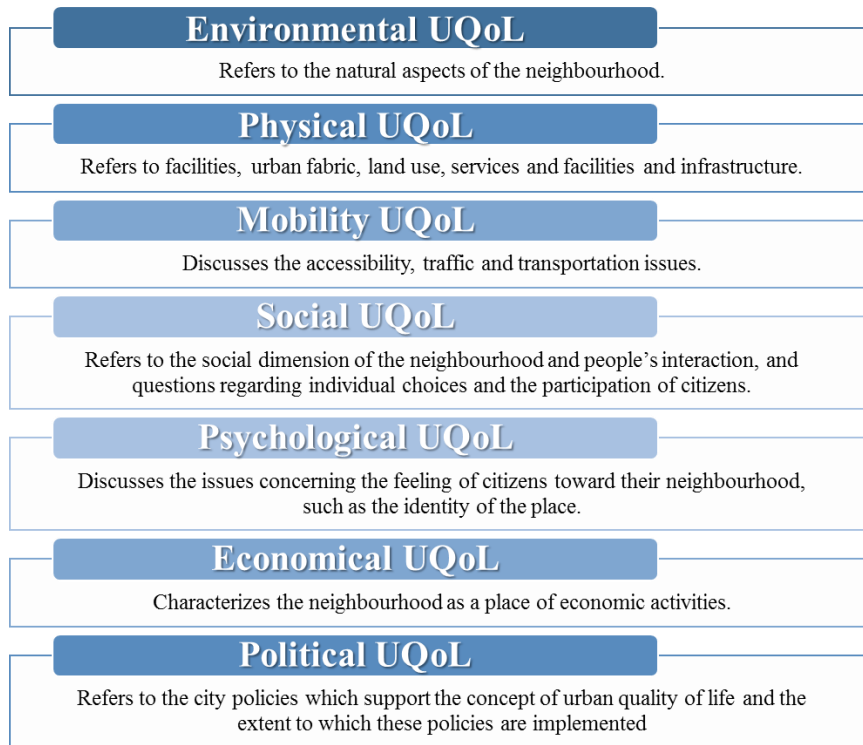 Environmental UQoL
Refers to the natural aspects of the neighbourhood.
Physical UQoL
Refers to facilities, urban fabric, land use, services and facilities and infrastructure.
Mobility UQoL
Discusses the accessibility, traffic and transportation issues.
Social UQoL
Refers to the social dimension of the neighbourhood and people's interaction, and
questions regarding individual choices and the participation of citizens.
Psychological UQoL
Discusses the issues concerning the feeling of citizens toward their neighbourhood,
such as the identity of the place.
Economical UQoL
Characterizes the neighbourhood as a place of economic activities.
Political UQoL
Refers to the city policies which support the concept of urban quality of life and the
extent to which these policies are implemented